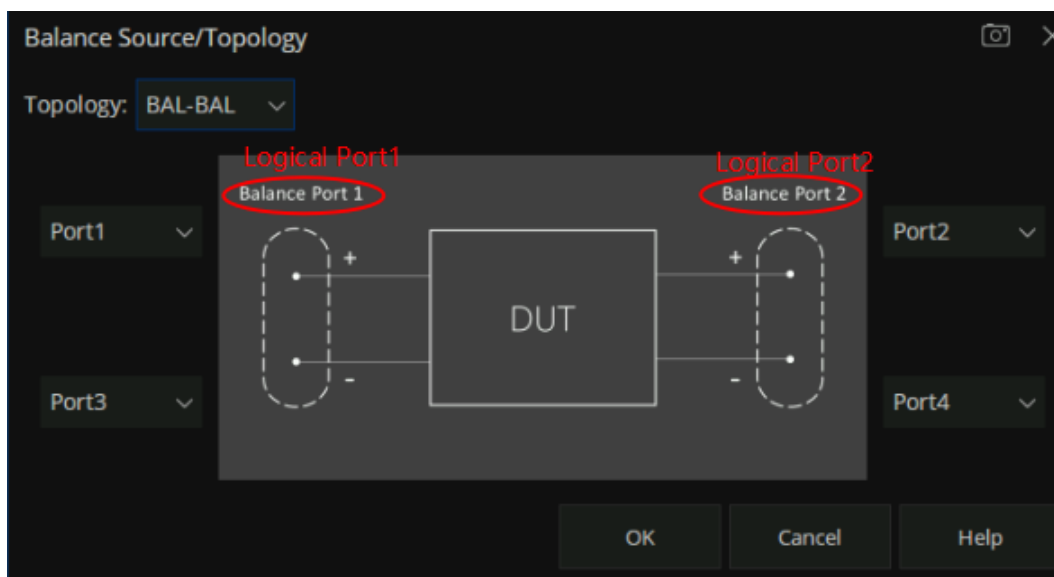 Balance Source/Topology
Topology: BAL-BAL
Logical Port1
Logical Port2
Balance Port 1
Balance Port 2
Port1
Port2
+
+
DUT
-
-
Port3
Port4
OK
Cancel
Help